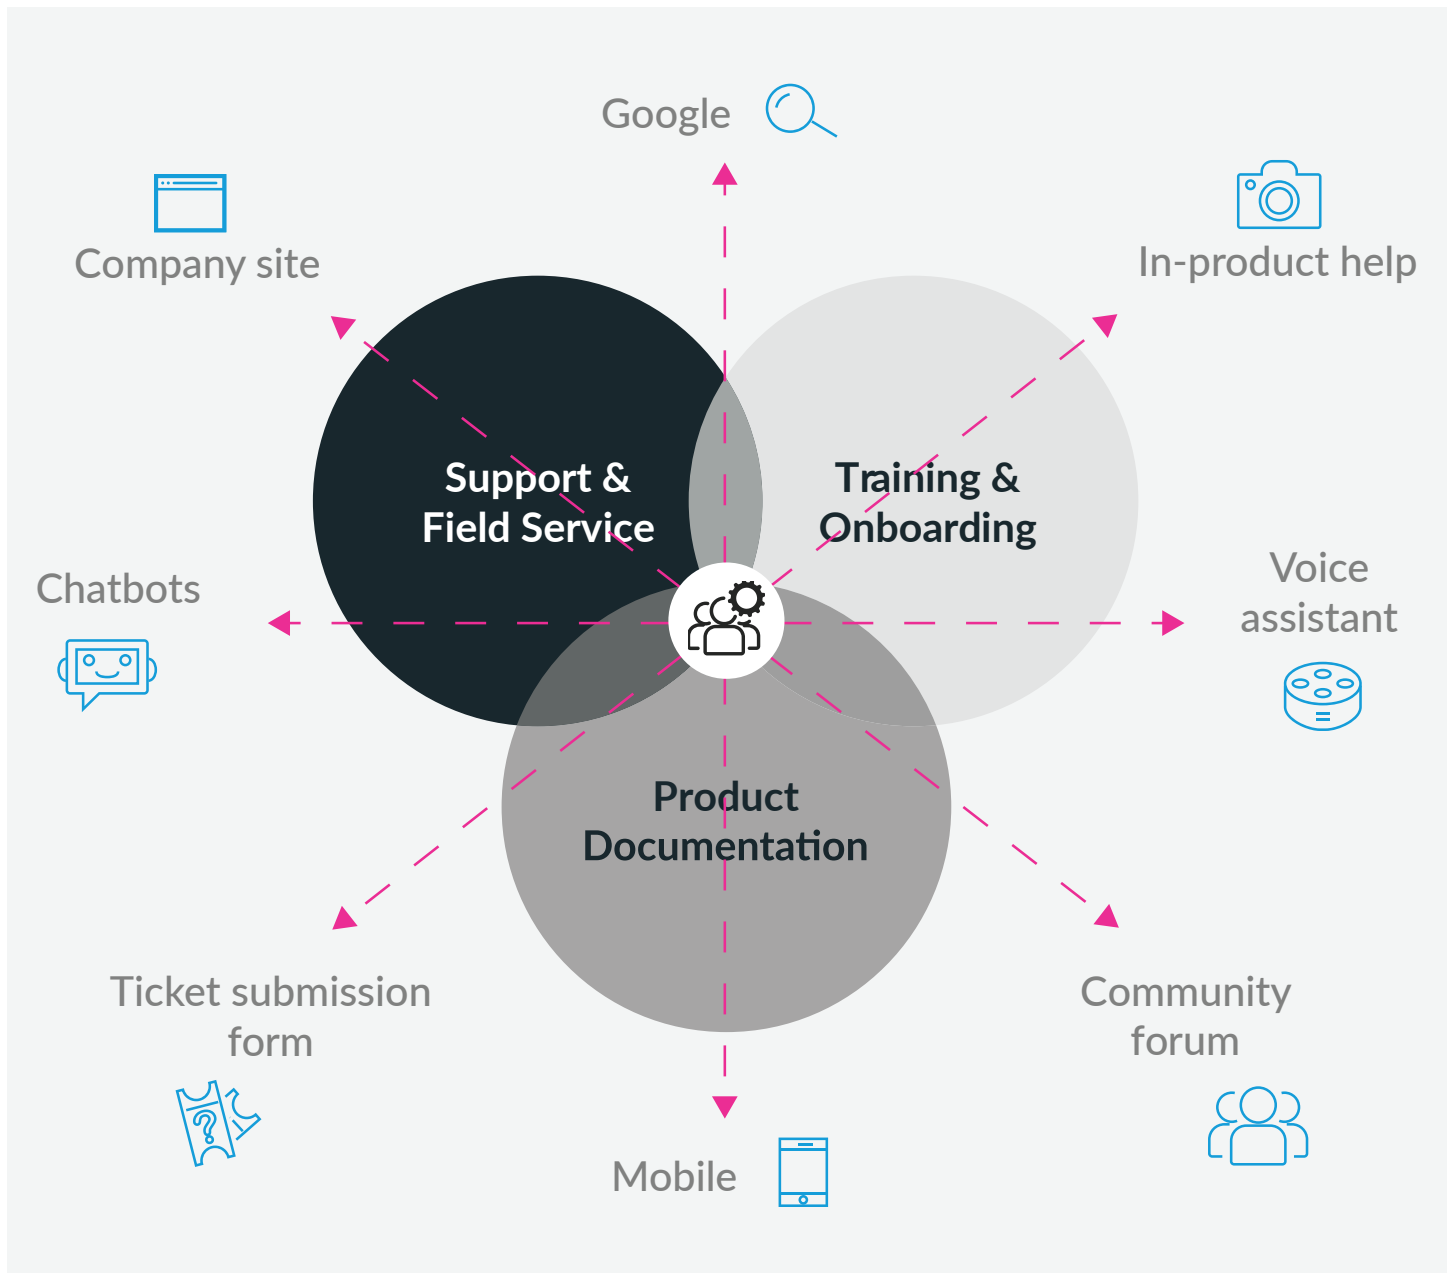 Google
Company site
In-product help
Support &
Field Service
Training &
Onboarding
Chatbots
Voice
assistant
Product
Documentation
Ticket submission
form
Community
forum
?
Mobile